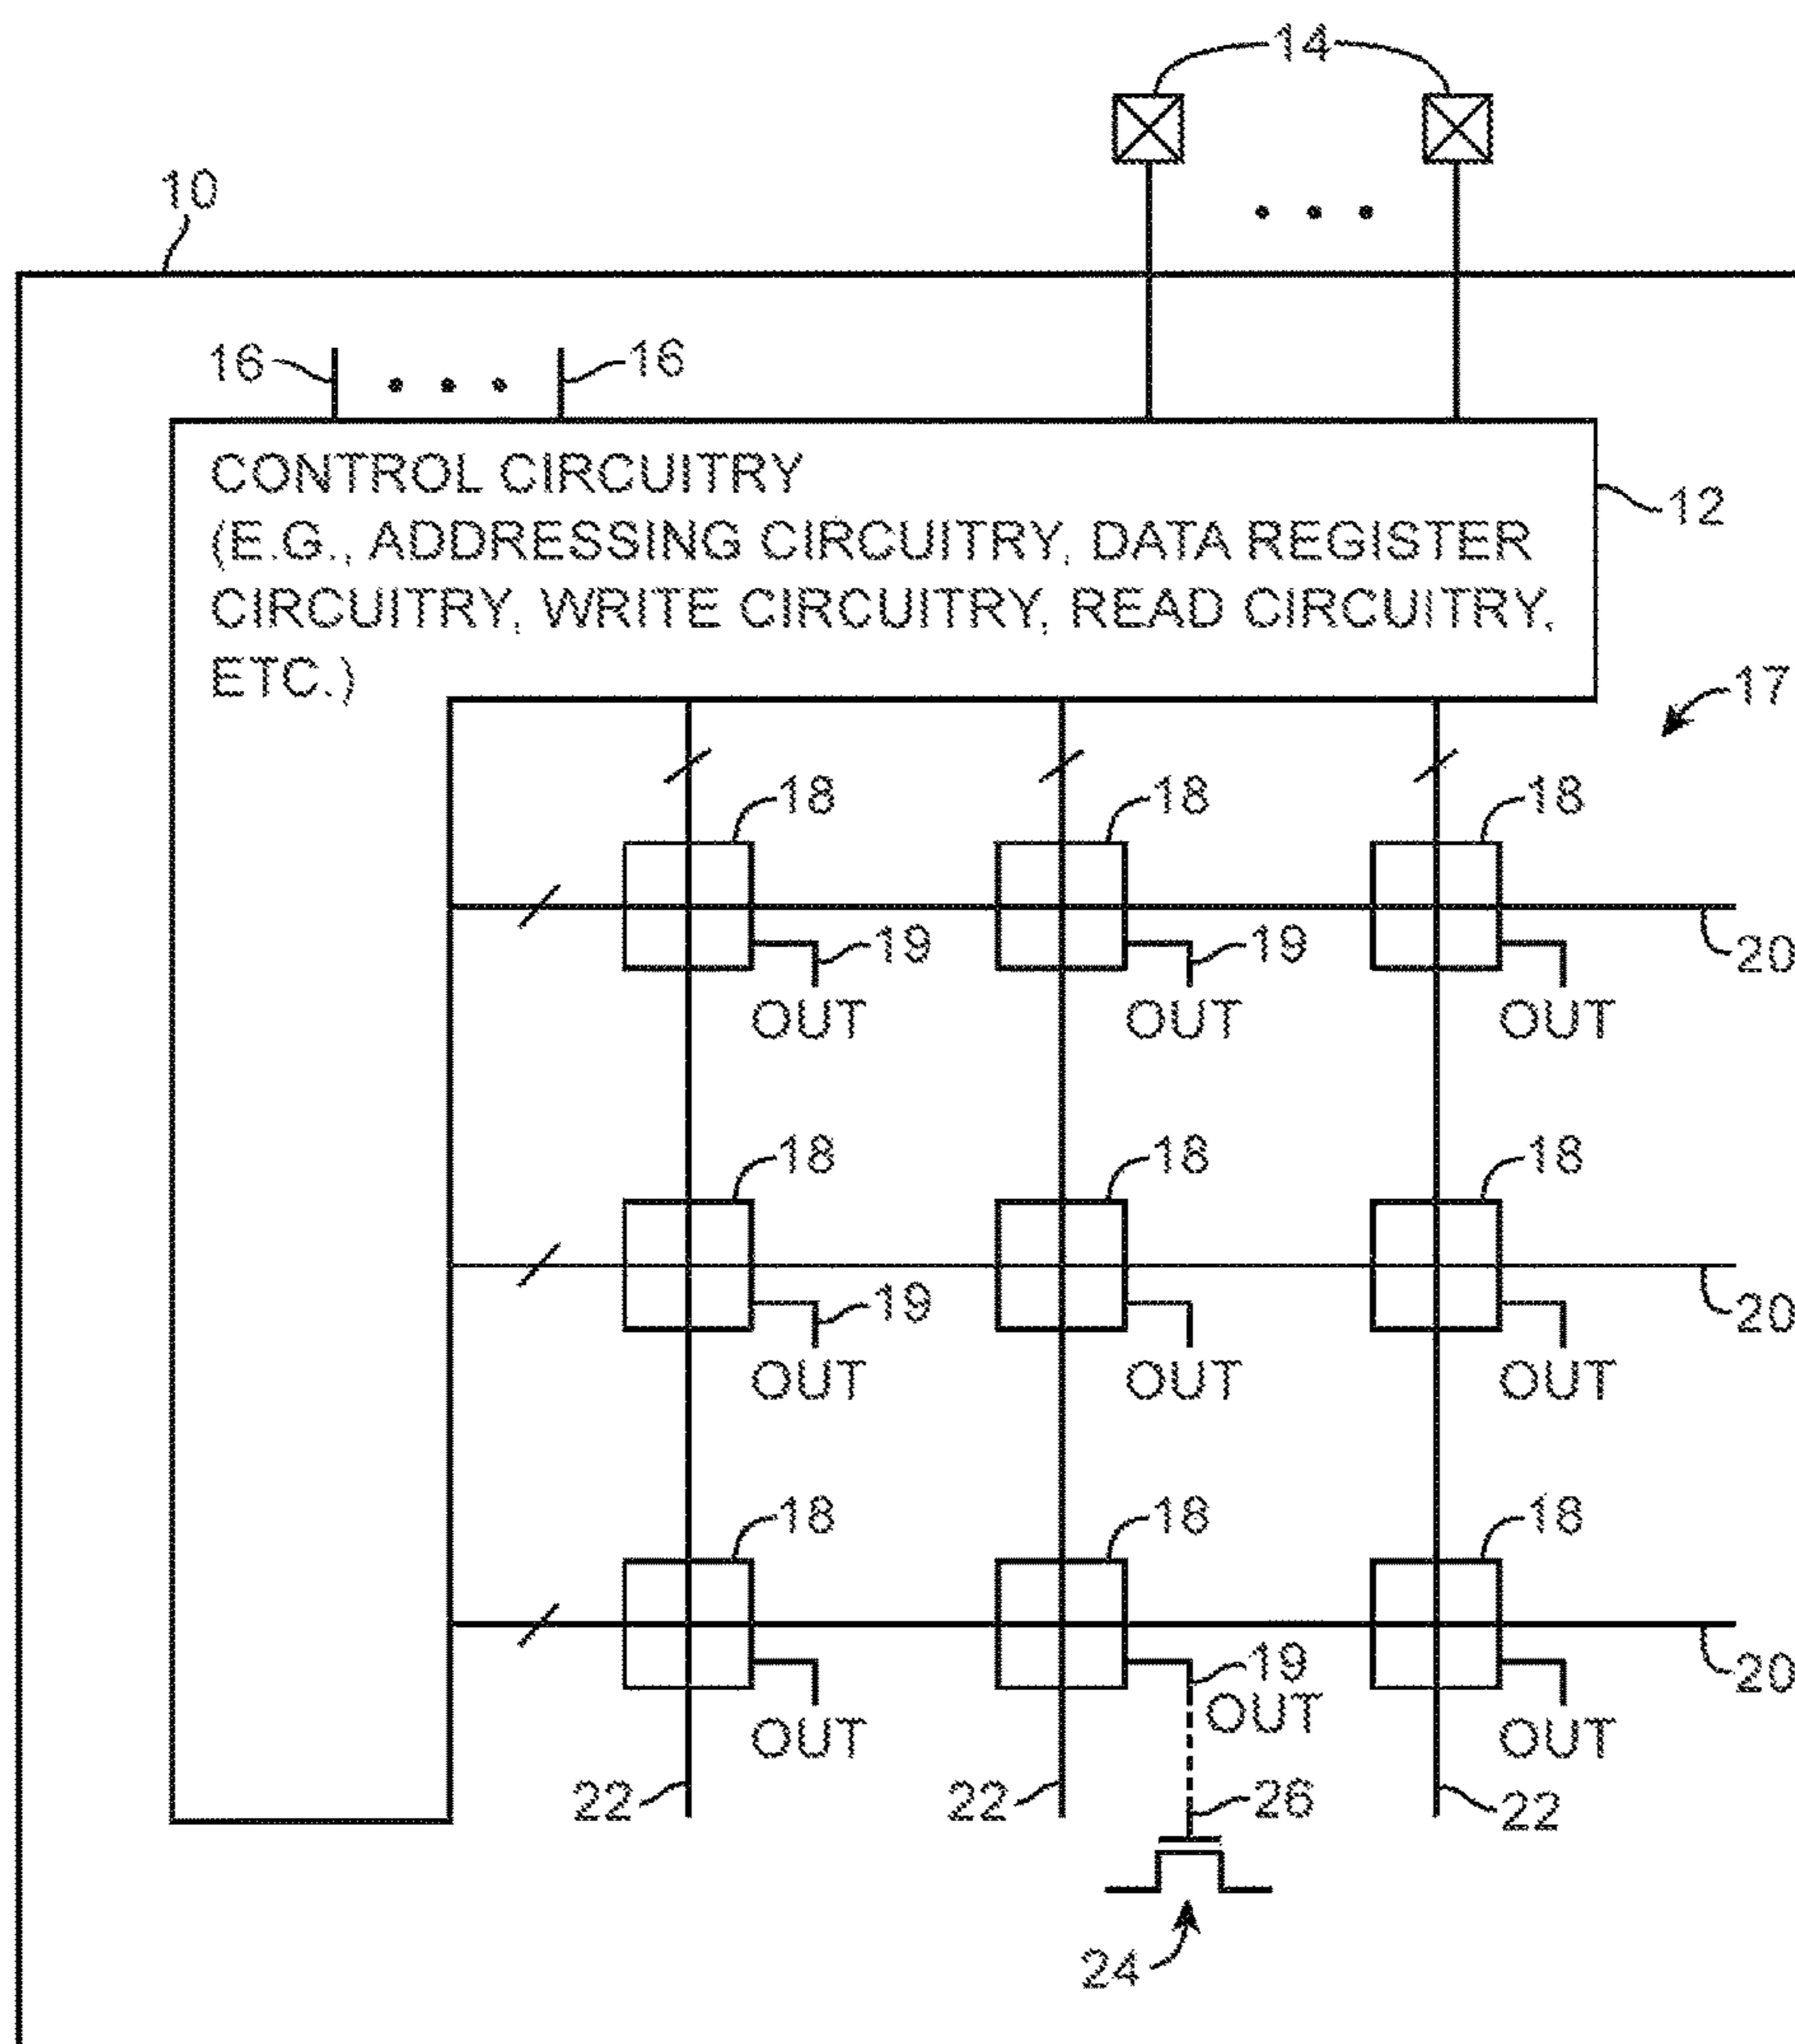 14
10
16 16
CONTROL CIRCUITRY
(E.G., ADDRESSING CIRCUITRY, DATA REGISTER
CIRCUITRY, WRITE CIRCUITRY, READ CIRCUITRY,
ETC.)
12
17
18 18 18
19 19
20
OUT OUT OUT
18 18 18
19
20
OUT OUT OUT
18 18 18
19
20
OUT OUT OUT
22 22 26 22
24